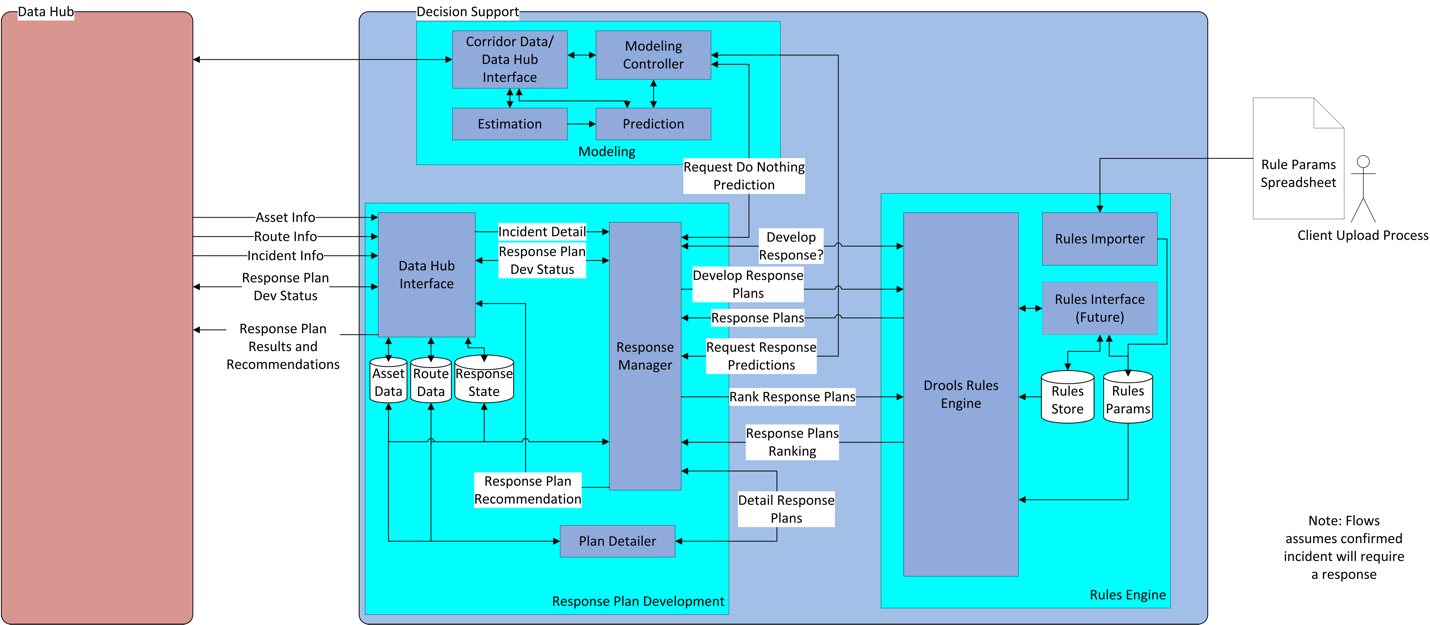 Data Hub
Decision Support
Corridor Data/
Data Hub
Interface
Modeling
Controller
Estimation
Prediction
Modeling
Request Do Nothing
Prediction
Rule Params
Spreadsheet
Client Upload Process
Asset Info
Route Info
Incident Info
Response Plan
Dev Status
Response Plan
Results and
Recommendations
Data Hub
Interface
Incident Detail
Response Plan
Dev Status
Asset
Data
Route
Data
Response
State
Response
Manager
Response Plan
Recommendation
Plan Detailer
Response Plan Development
Develop
Response?
Develop Response
Plans
Response Plans
Request Response
Predictions
Rank Response Plans
Response Plans
Ranking
Detail Response
Plans
Drools Rules
Engine
Rules Importer
Rules Interface
(Future)
Rules
Store
Rules
Params
Rules Engine
Note: Flows
assumes confirmed
incident will require
a response